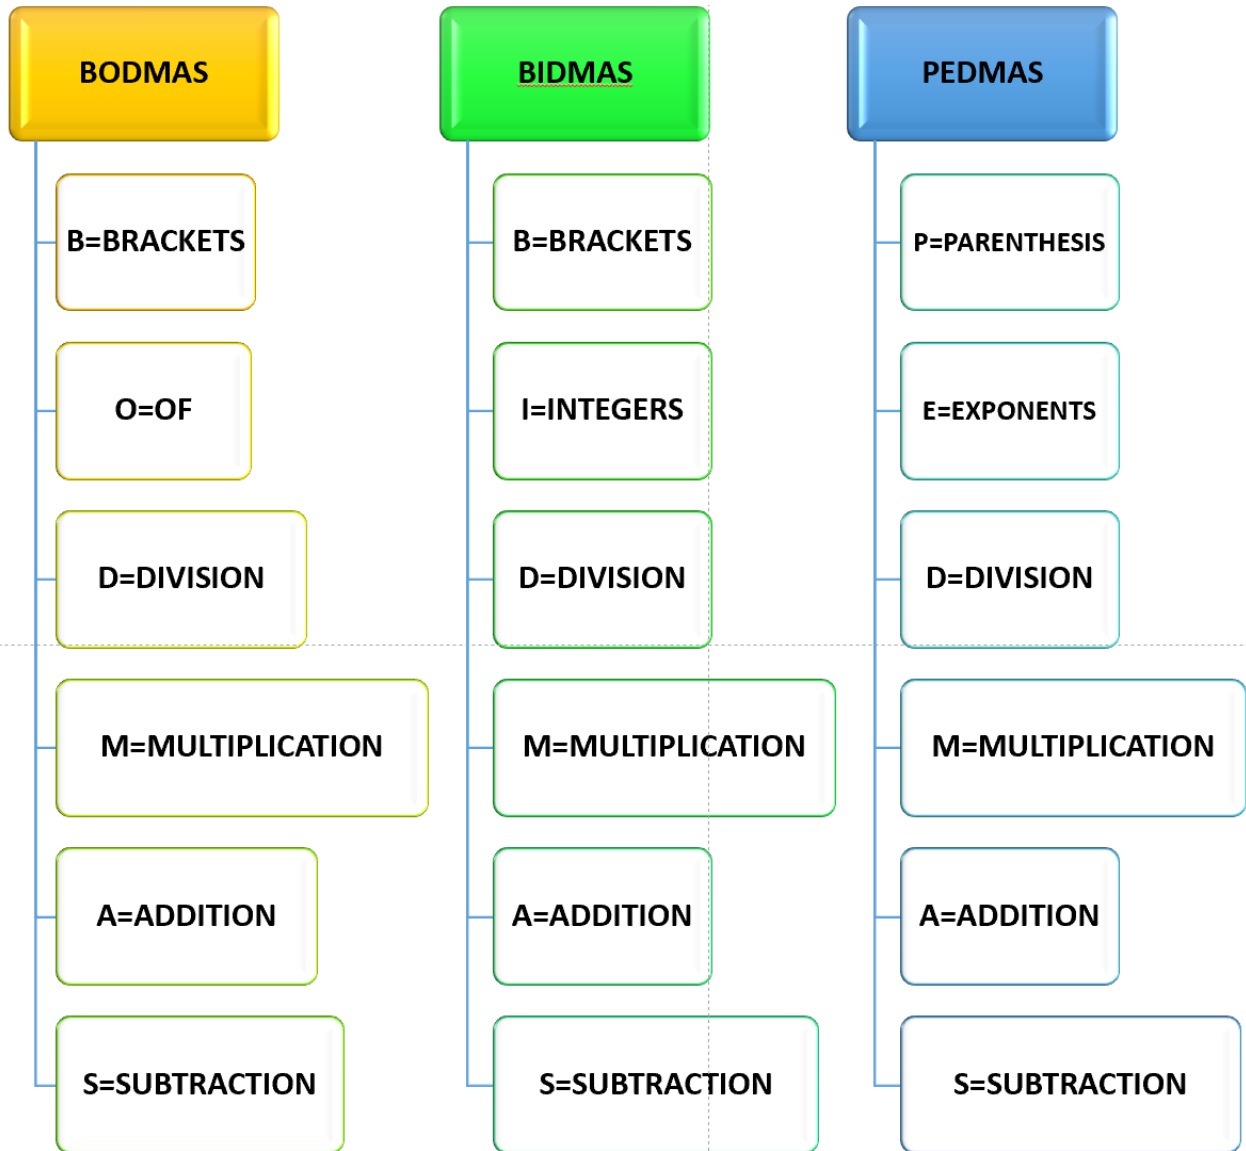 BODMAS
B=BRACKETS
O=OF
D=DIVISION
M=MULTIPLICATION
A=ADDITION
S=SUBTRACTION
BIDMAS
B=BRACKETS
I=INTEGERS
D=DIVISION
M=MULTIPLICATION
A=ADDITION
S=SUBTRACTION
PEDMAS
P=PARENTHESIS
E=EXPONENTS
D=DIVISION
M=MULTIPLICATION
A=ADDITION
S=SUBTRACTION